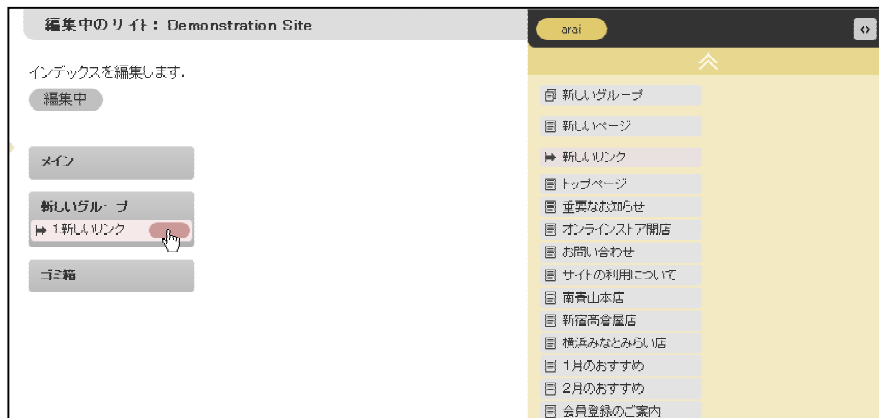 編集中のサイト： Demonstration Site
インデックスを編集します．
編集中
メイン
新しいグループ
1.新しいリンク
ゴミ箱
arai
新しいグループ
新しいページ
新しいリンク
トップページ
重要なお知らせ
オンラインストア開店
お問い合わせ
サイトの利用について
南青山本店
新宿高倉屋店
横浜みなとみらい店
1月のおすすめ
2月のおすすめ
会員登録のご案内